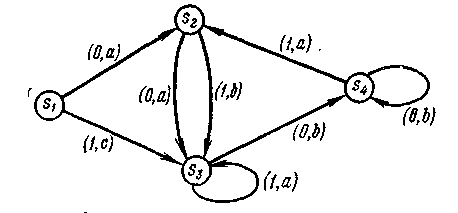 S2
(0,a)
(1,a)
S4
(0,a)
(1,b)
S1
(0,b)
(1,c)
(0,b)
S3
(1,a)